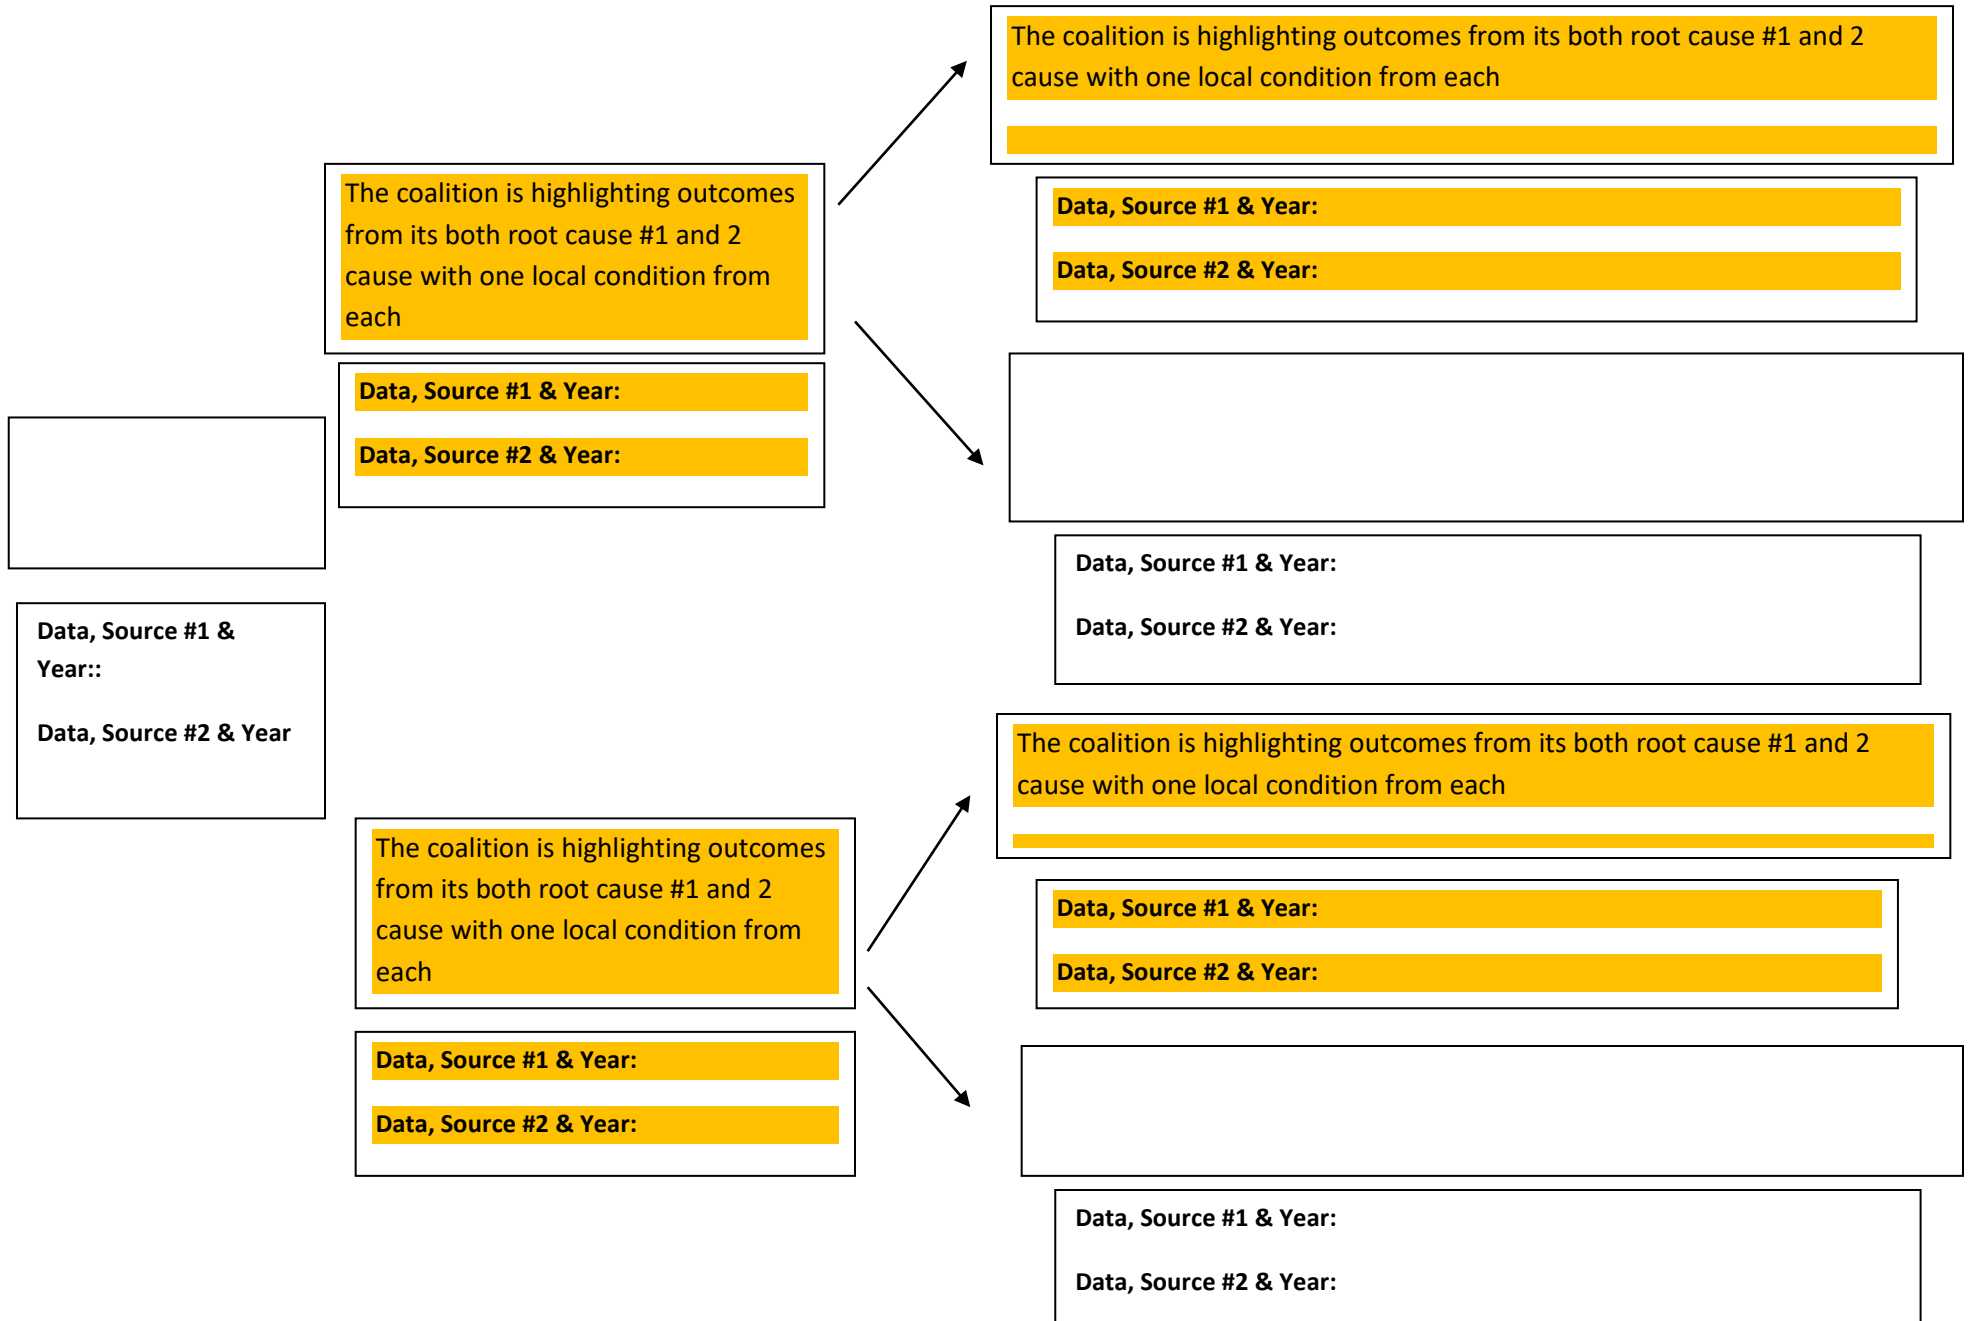 The coalition is highlighting outcomes from its both root cause #1 and 2
cause with one local condition from each
Data, Source #1 & Year:
Data, Source #2 & Year:
The coalition is highlighting outcomes
from its both root cause #1 and 2
cause with one local condition from
each
Data, Source #1 & Year:
Data, Source #2 & Year:
Data, Source #1 & Year:
Data, Source #2 & Year:
Data, Source #1 &
Year::
Data, Source #2 & Year
The coalition is highlighting outcomes from its both root cause #1 and 2
cause with one local condition from each
Data, Source #1 & Year:
Data, Source #2 & Year:
The coalition is highlighting outcomes
from its both root cause #1 and 2
cause with one local condition from
each
Data, Source #1 & Year:
Data, Source #2 & Year:
Data, Source #1 & Year:
Data, Source #2 & Year: